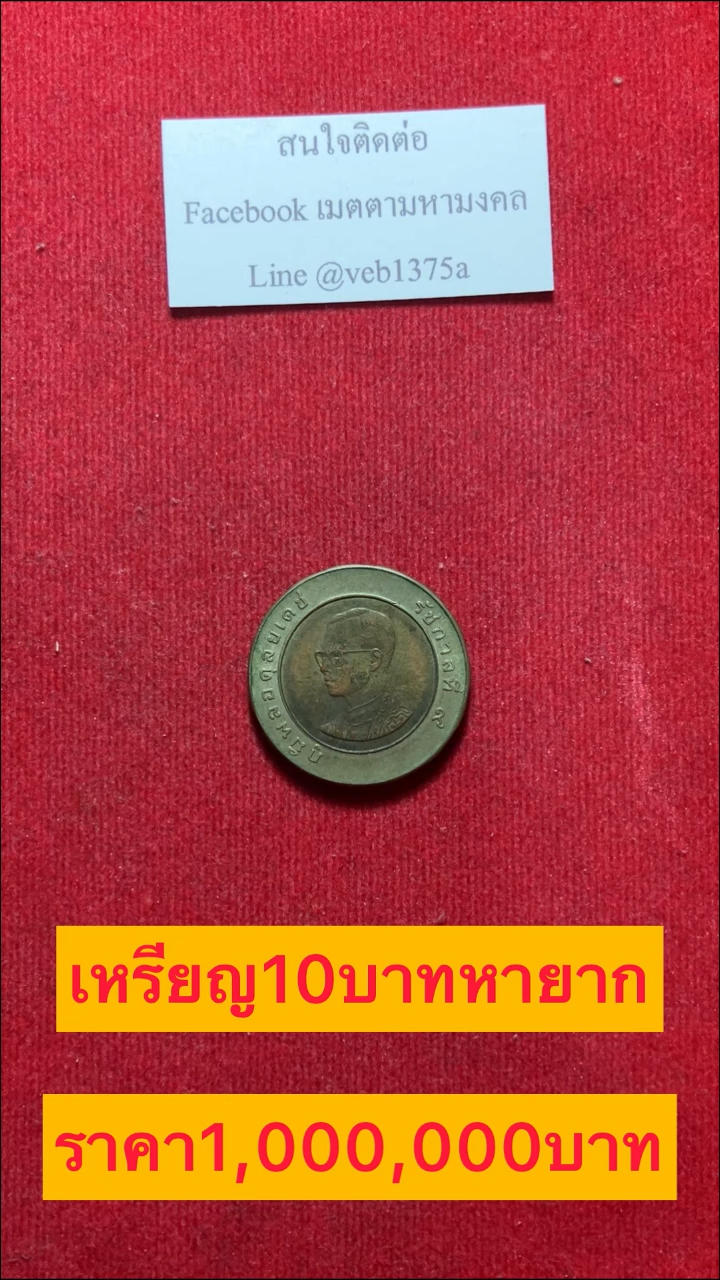 สนใจติดต่อ
Facebook เมตตามหามงคล
Line @veb1375a
ภูมิพลอดุลยเดช รัชกาลที่ ๙
เหรียญ10บาทหายาก
ราคา1,000,000บาท